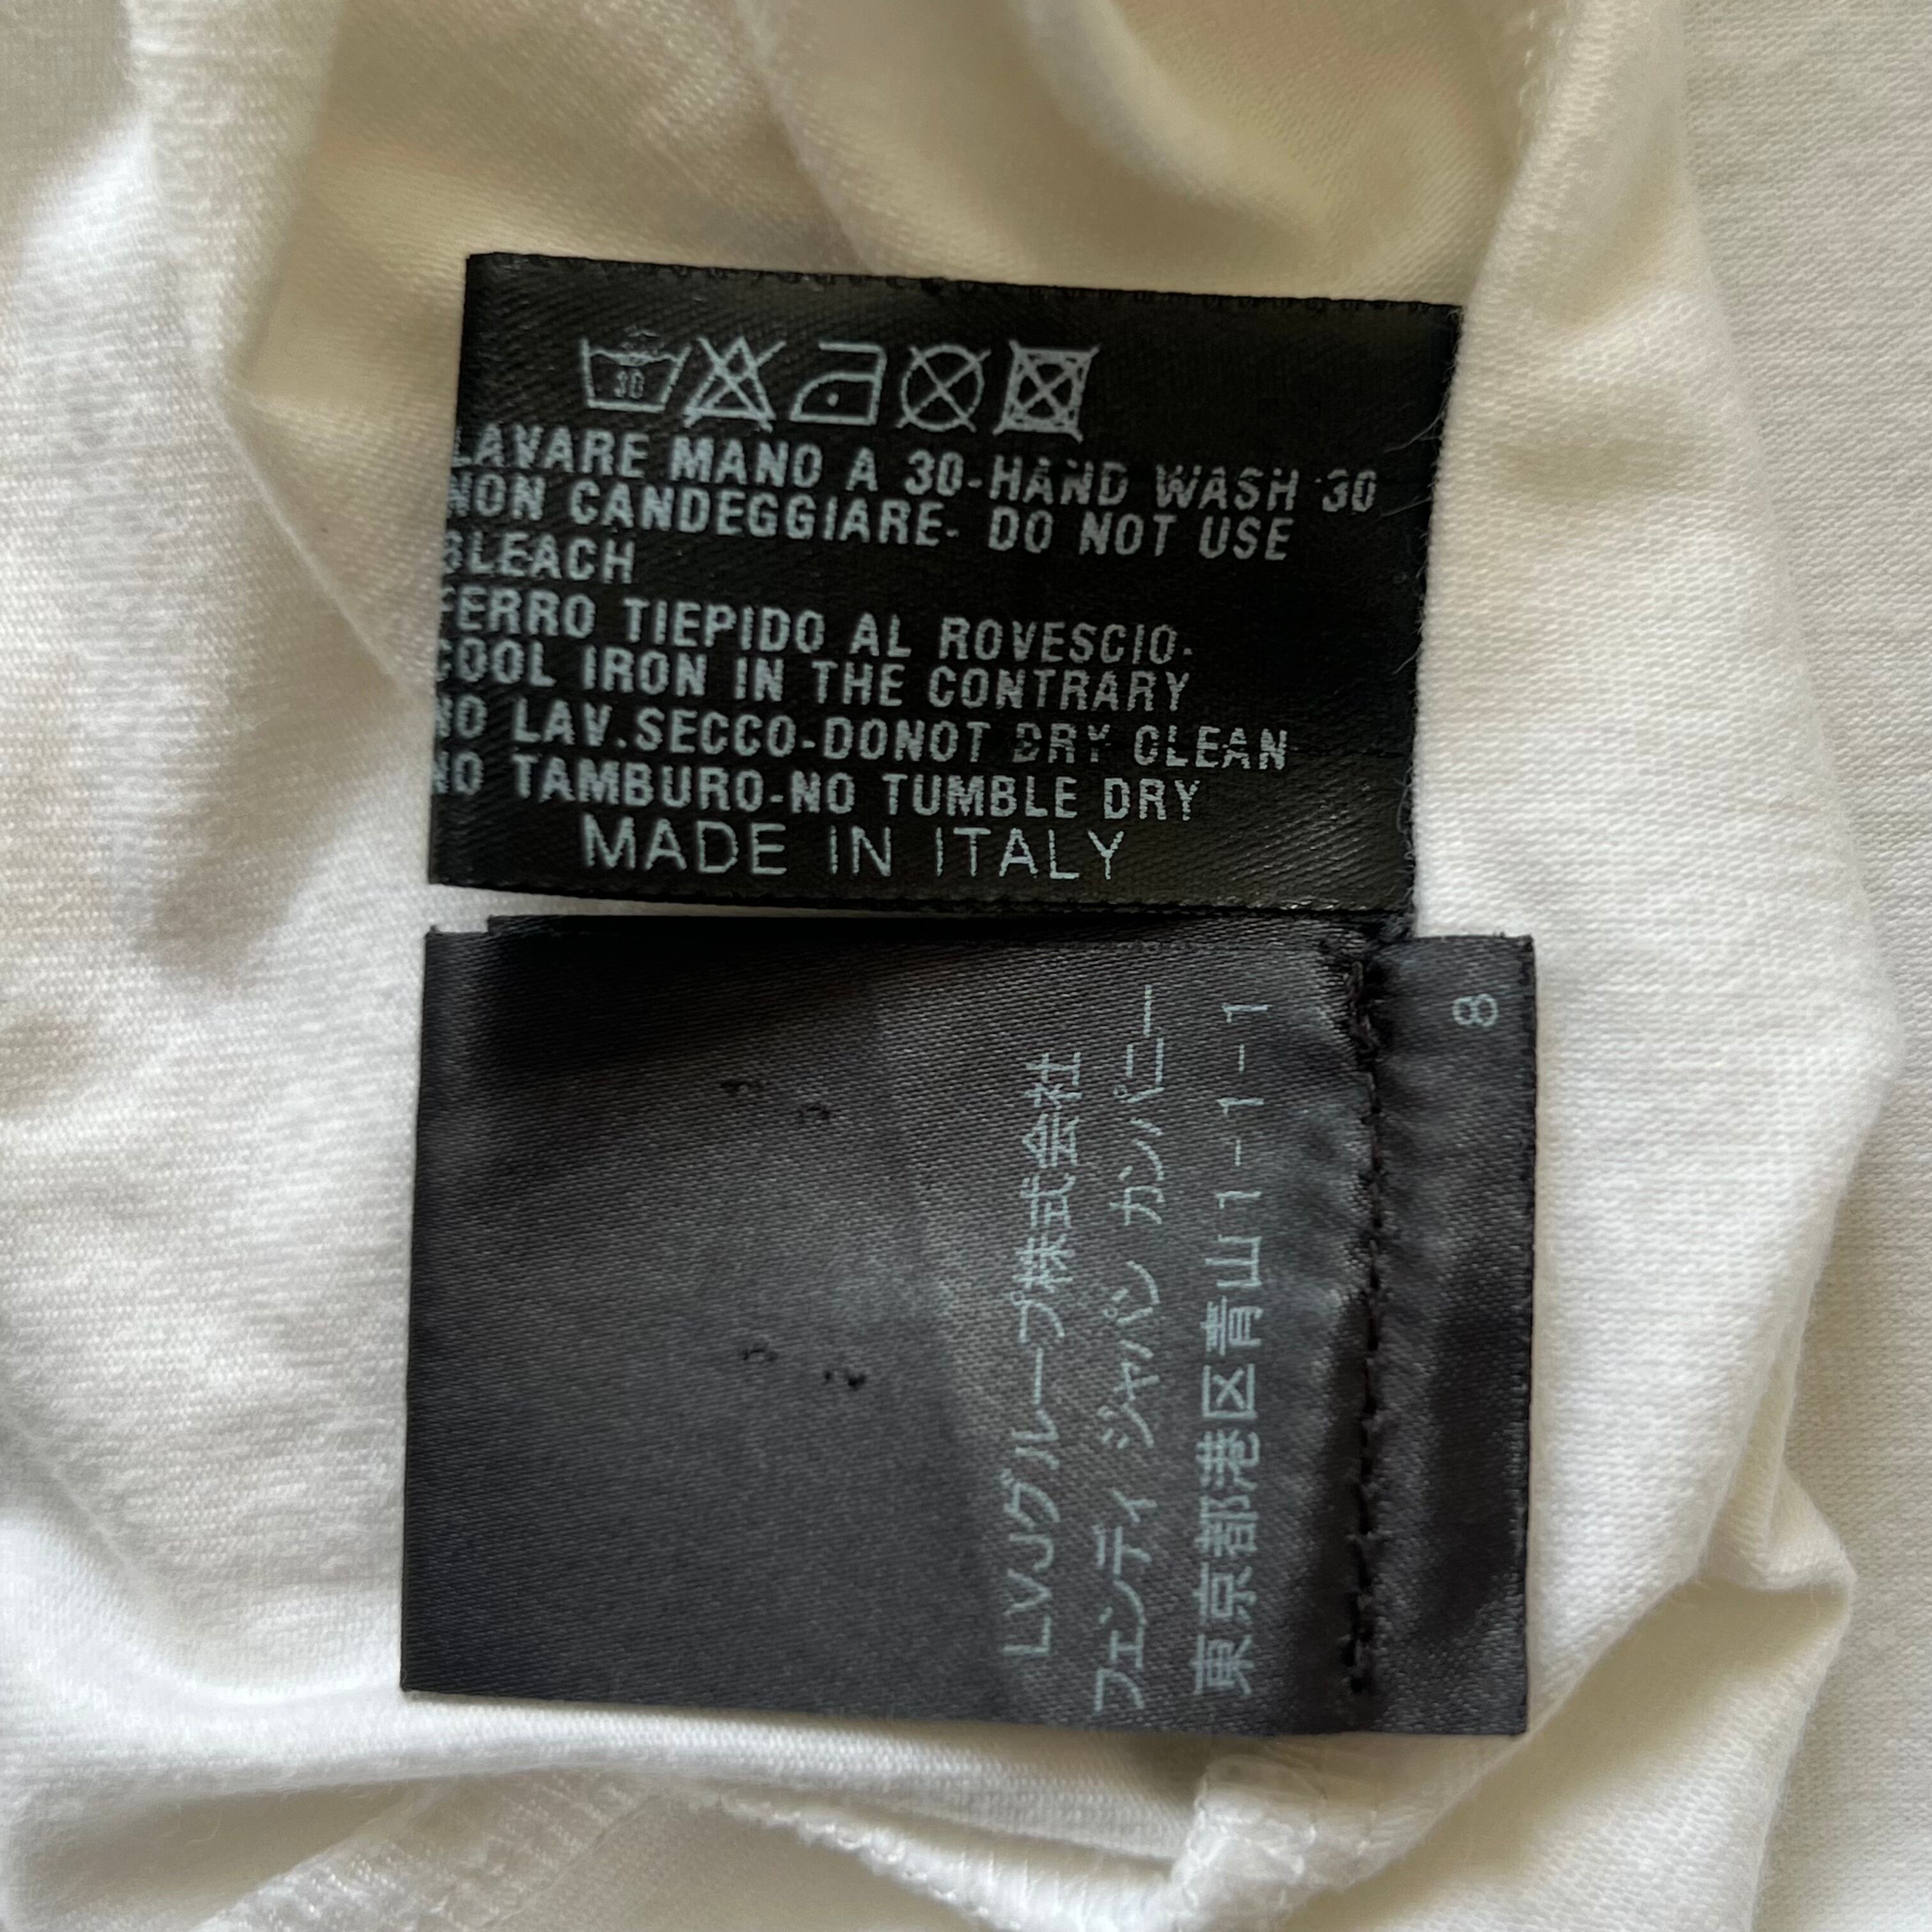 30
LAVARE MANO A 30-HAND WASH 30
NON CANDEGGIARE- DO NOT USE
BLEACH
FERRO TIEPIDO AL ROVESCIO-
COOL IRON IN THE CONTRARY
NO LAV.SECCO-DONOT DRY CLEAN
NO TAMBURO-NO TUMBLE DRY
MADE IN ITALY
LVJグループ株式会社
フェンディ ジャパン カンパニー
東京都港区青山1-1-1
8